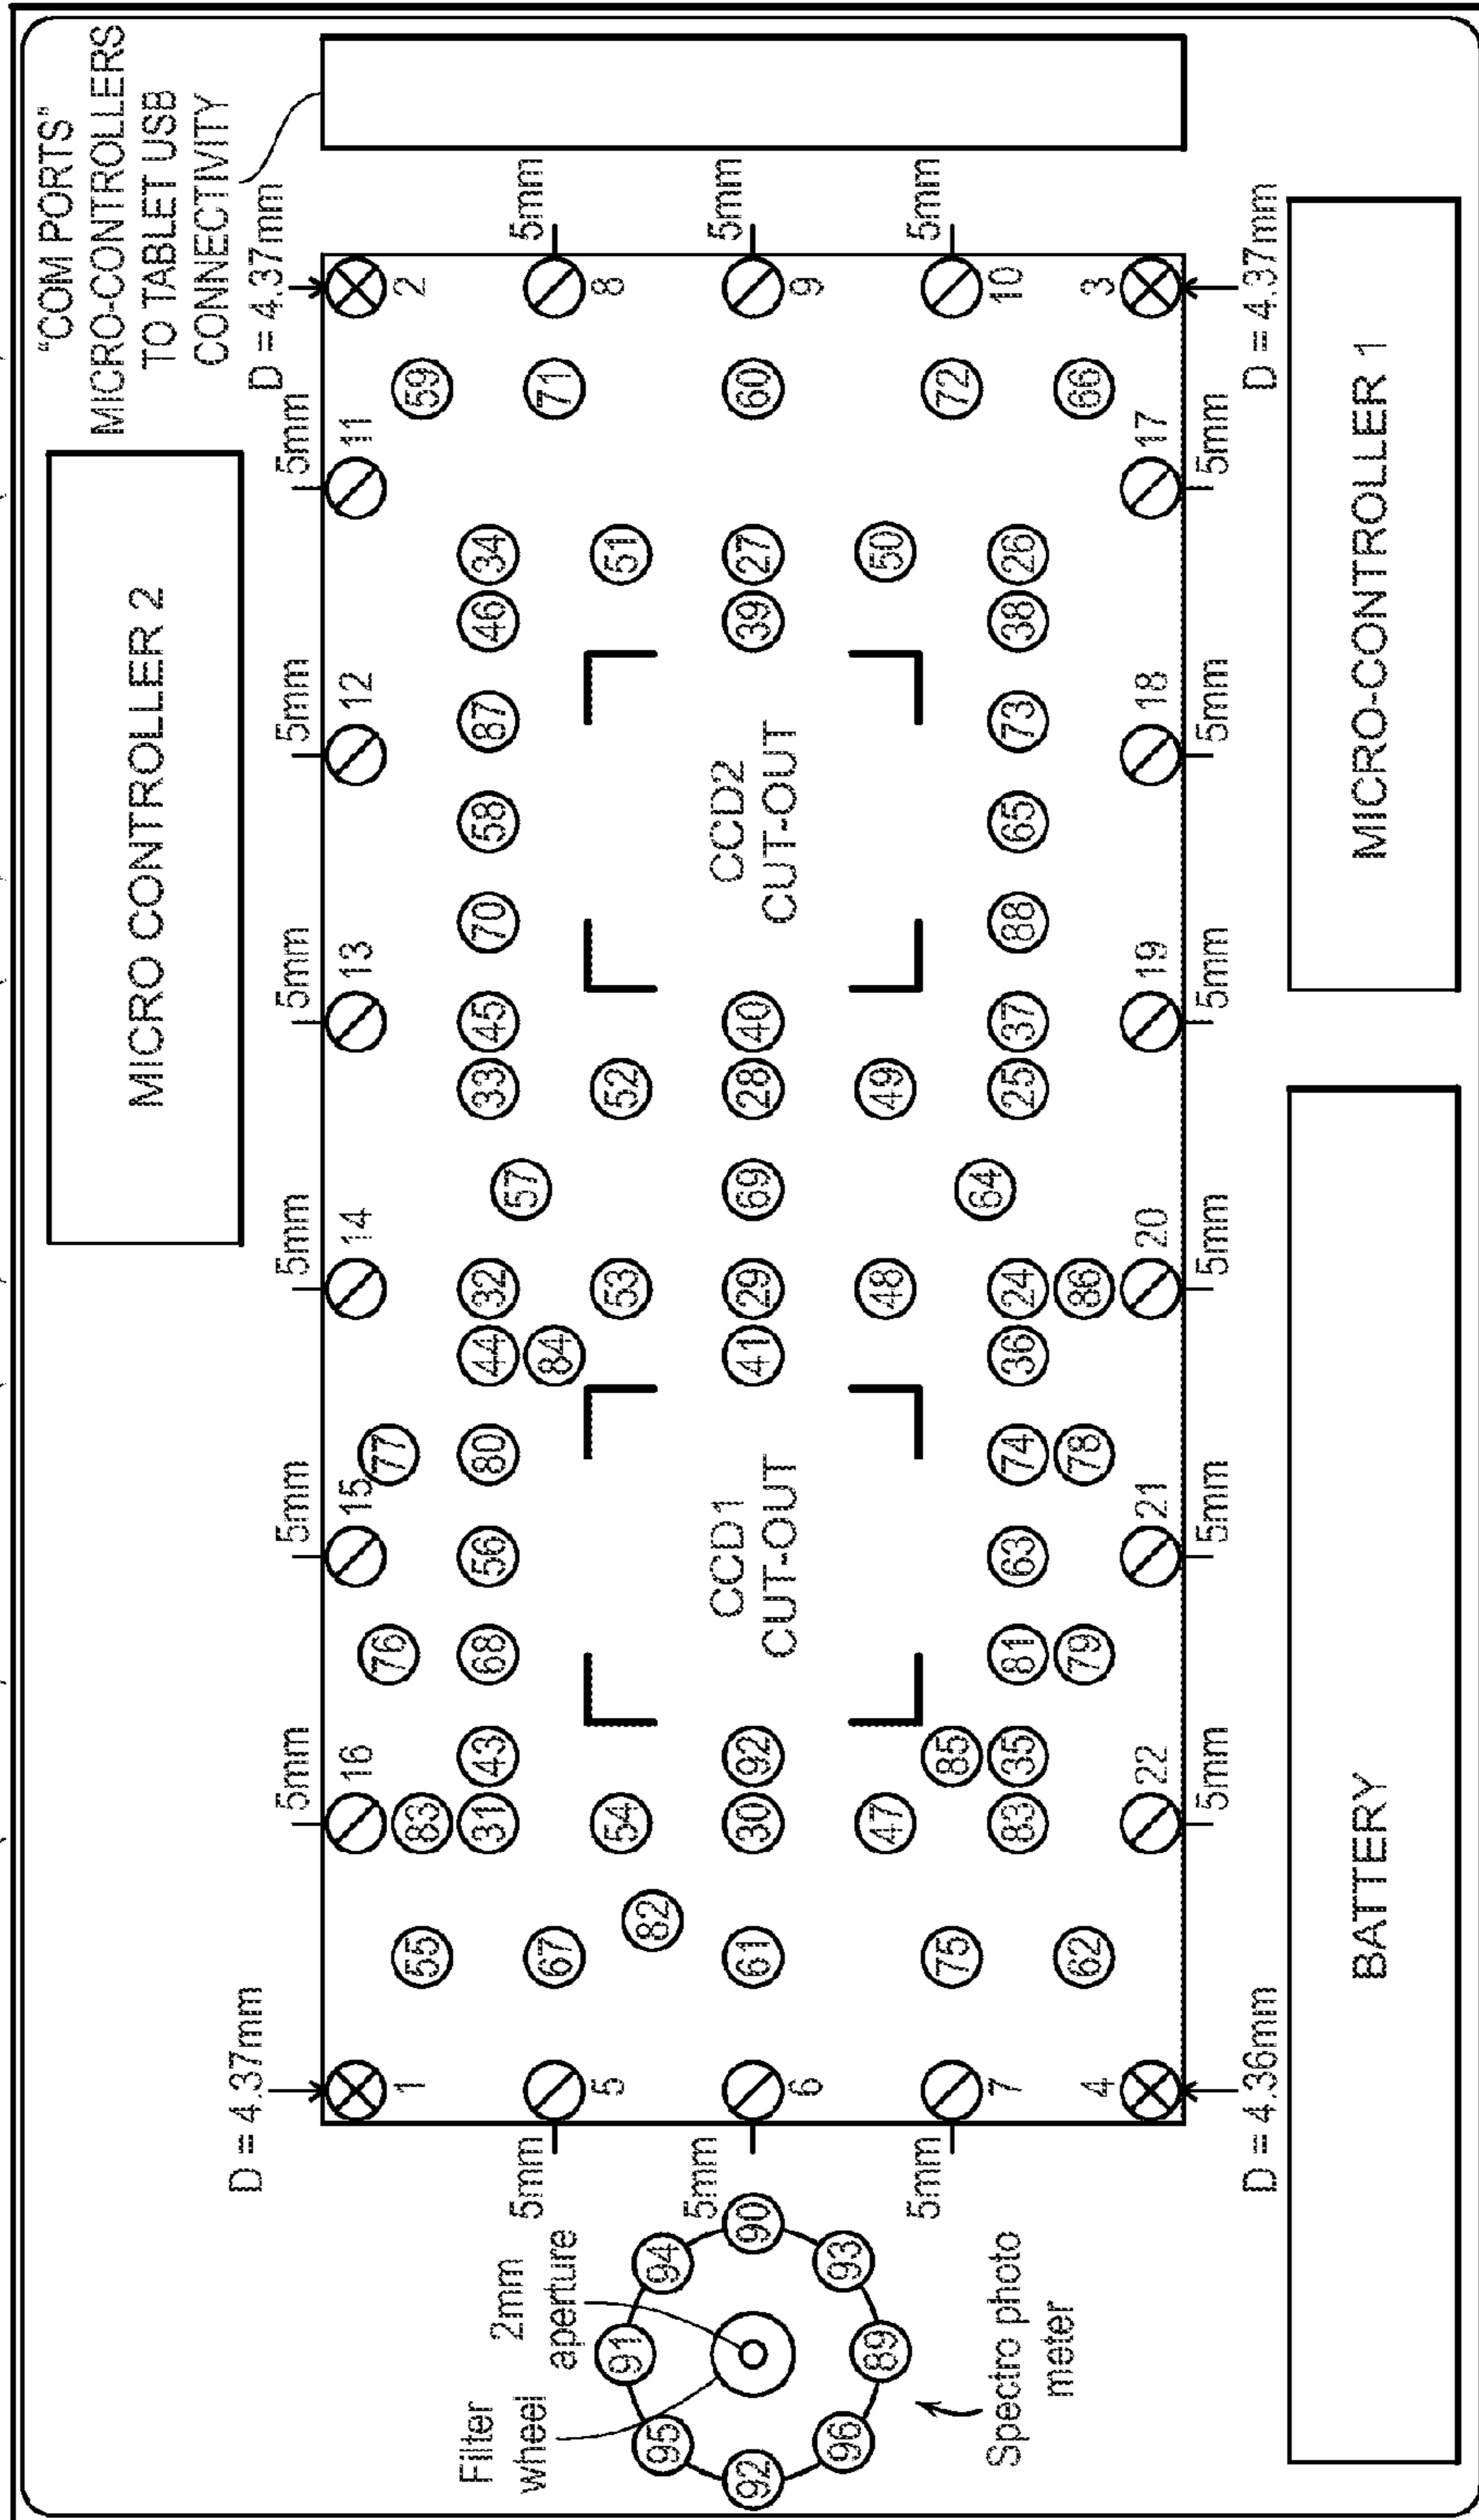 "COM PORTS"
MICRO-CONTROLLERS
TO TABLET USB
CONNECTIVITY
MICRO CONTROLLER 2
D = 4.37mm D = 4.37mm
5mm 5mm 5mm 5mm 5mm 5mm
16 15 14 13 12 11
76 77
1 2
55 83 59
31 43 68 56 80 44 32 33 45 70 58 87 46 34
57
Filter
wheel
2mm
aperture
5mm 5mm
67 84 71
5 8
91 54 53 52 51
95 94 82
5mm 5mm
CCD1
CUT-OUT
CCD2
CUT-OUT
92 90 61 30 92 41 29 69 28 40 39 27 60
6 9
96 93
89 47 48 49 50
5mm 5mm
75 85 72
64
7 10
Spectro photo
meter
83 35 81 63 74 36 24 25 37 88 65 73 38 26
62 79 78 86 66
4 3
22 21 20 19 18 17
5mm 5mm 5mm 5mm 5mm 5mm
D = 4.36mm D = 4.37mm
BATTERY
MICRO-CONTROLLER 1